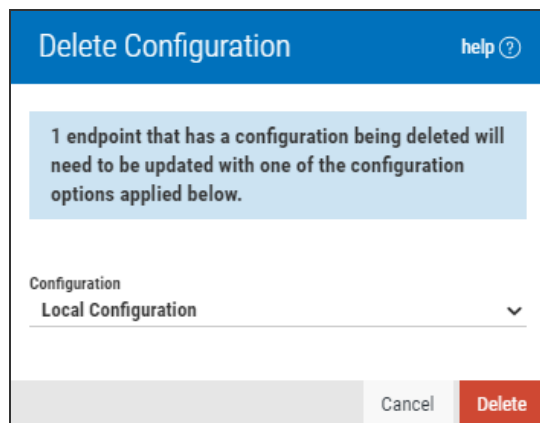 Delete Configuration
help ?
1 endpoint that has a configuration being deleted will
need to be updated with one of the configuration
options applied below.
Configuration
Local Configuration
Cancel
Delete